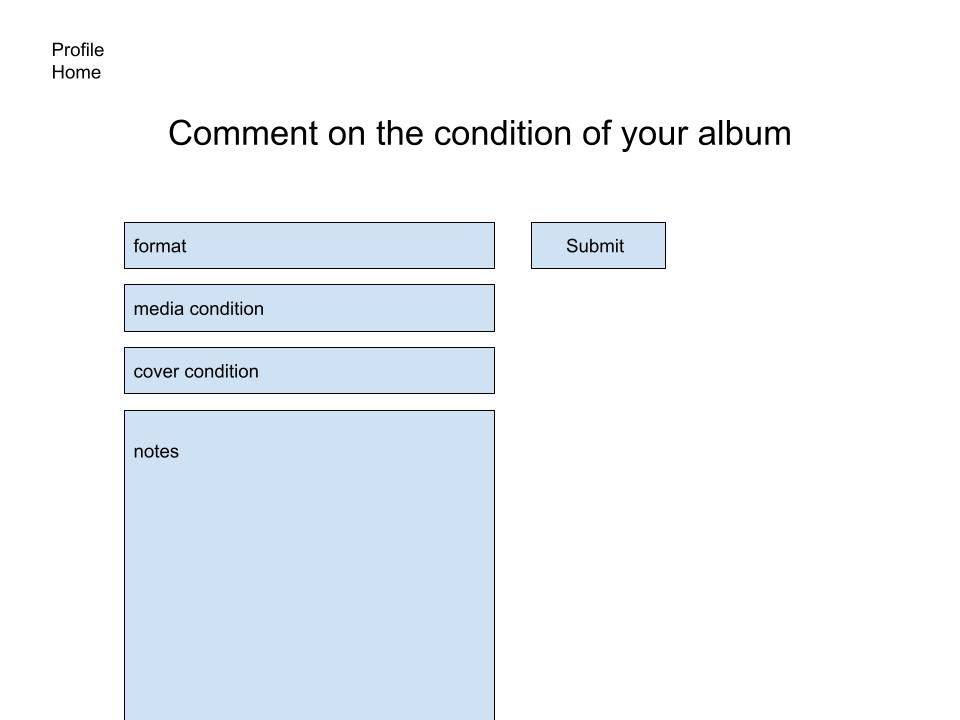 Profile
Home
Comment on the condition of your album
format
Submit
media condition
cover condition
notes